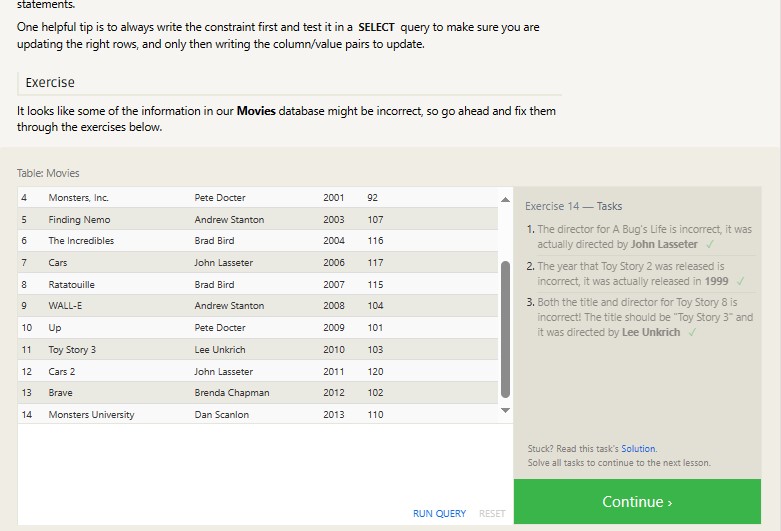 statements.
One helpful tip is to always write the constraint first and test it in a SELECT query to make sure you are
updating the right rows, and only then writing the column/value pairs to update.
Exercise
It looks like some of the information in our Movies database might be incorrect, so go ahead and fix them
through the exercises below.
Table: Movies
4 Monsters, Inc. Pete Docter 2001 92
5 Finding Nemo Andrew Stanton 2003 107
6 The Incredibles Brad Bird 2004 116
7 Cars John Lasseter 2006 117
8 Ratatouille Brad Bird 2007 115
9 WALL-E Andrew Stanton 2008 104
10 Up Pete Docter 2009 101
11 Toy Story 3 Lee Unkrich 2010 103
12 Cars 2 John Lasseter 2011 120
13 Brave Brenda Chapman 2012 102
14 Monsters University Dan Scanlon 2013 110
RUN QUERY RESET
Exercise 14 — Tasks
1. The director for A Bug's Life is incorrect, it was
actually directed by John Lasseter ✓
2. The year that Toy Story 2 was released is
incorrect, it was actually released in 1999 ✓
3. Both the title and director for Toy Story 8 is
incorrect! The title should be "Toy Story 3" and
it was directed by Lee Unkrich ✓
Stuck? Read this task's Solution.
Solve all tasks to continue to the next lesson.
Continue ›